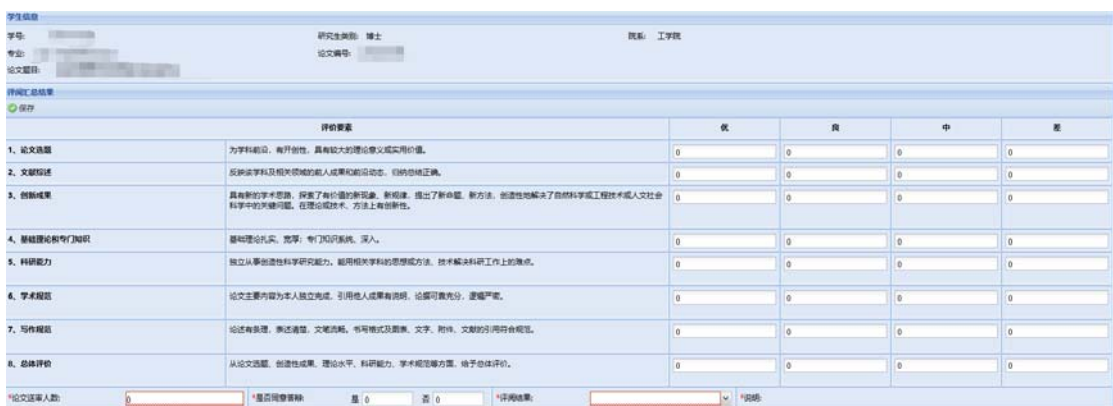 学生信息
学号: 研究生类别: 博士 院系: 工学院
专业: 论文编号:
论文题目:
评阅汇总结果
保存
评价要素 优 良 中 差
1、论文选题 为学科前沿，有开创性，具有较大的理论意义或实用价值。 0 0 0 0
2、文献综述 反映该学科及相关领域的前人成果和前沿动态，归纳总结正确。 0 0 0 0
3、创新成果 具有新的学术思路，探索了有价值的新现象、新规律，提出了新命题、新方法，创造性地解决了自然科学或工程技术或人文社会 0 0 0 0
科学中的关键问题。在理论或技术、方法上有创新性。
4、基础理论和专门知识 基础理论扎实、宽厚；专门知识系统、深入。 0 0 0 0
5、科研能力 独立从事创造性科学研究能力。能用相关学科的思想或方法、技术解决科研工作上的难点。 0 0 0 0
6、学术规范 论文主要内容为本人独立完成，引用他人成果有说明，论据可靠充分，逻辑严密。 0 0 0 0
7、写作规范 论述有条理，表述清楚，文笔流畅。书写格式及图表、文字、附件、文献的引用符合规范。 0 0 0 0
8、总体评价 从论文选题、创造性成果、理论水平、科研能力、学术规范等方面，给予总体评价。 0 0 0 0
*论文送审人数: 0 *是否同意答辩: 是 0 否 0 *评阅结果: *说明: